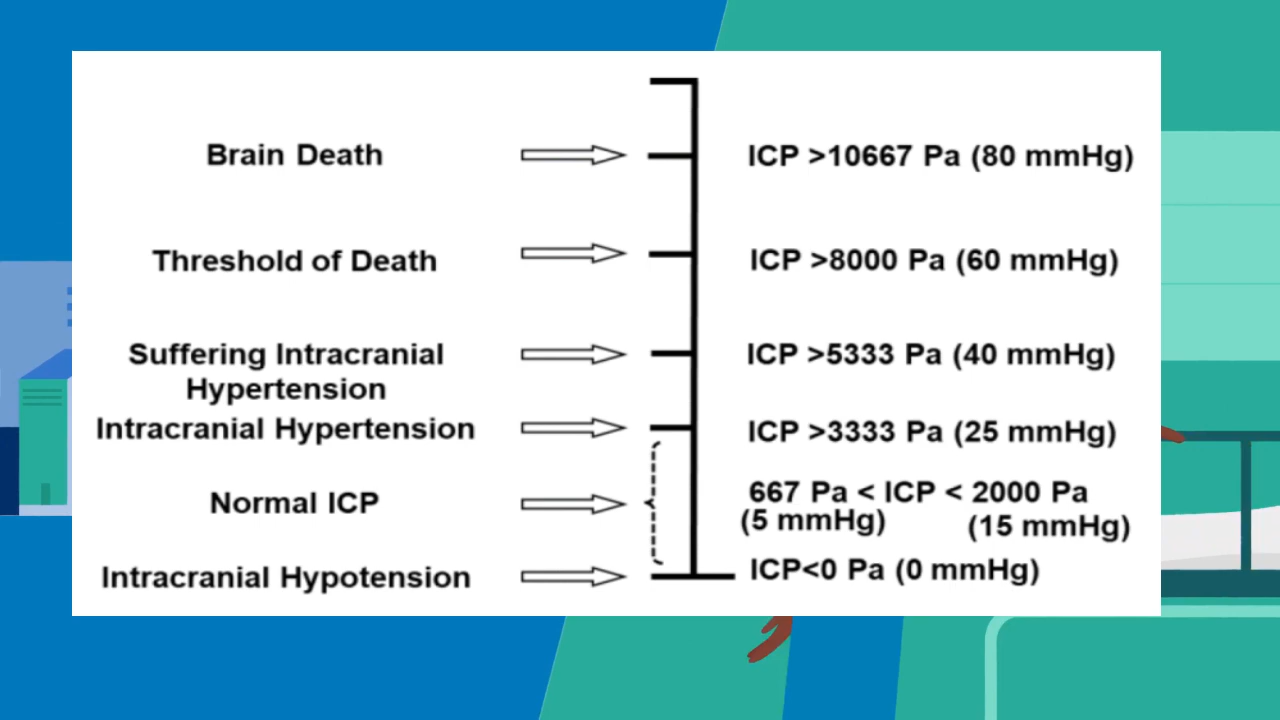 Brain Death
ICP >10667 Pa (80 mmHg)
Threshold of Death
ICP >8000 Pa (60 mmHg)
Suffering Intracranial
Hypertension
ICP >5333 Pa (40 mmHg)
Intracranial Hypertension
ICP >3333 Pa (25 mmHg)
Normal ICP
667 Pa < ICP < 2000 Pa
(5 mmHg) (15 mmHg)
Intracranial Hypotension
ICP<0 Pa (0 mmHg)